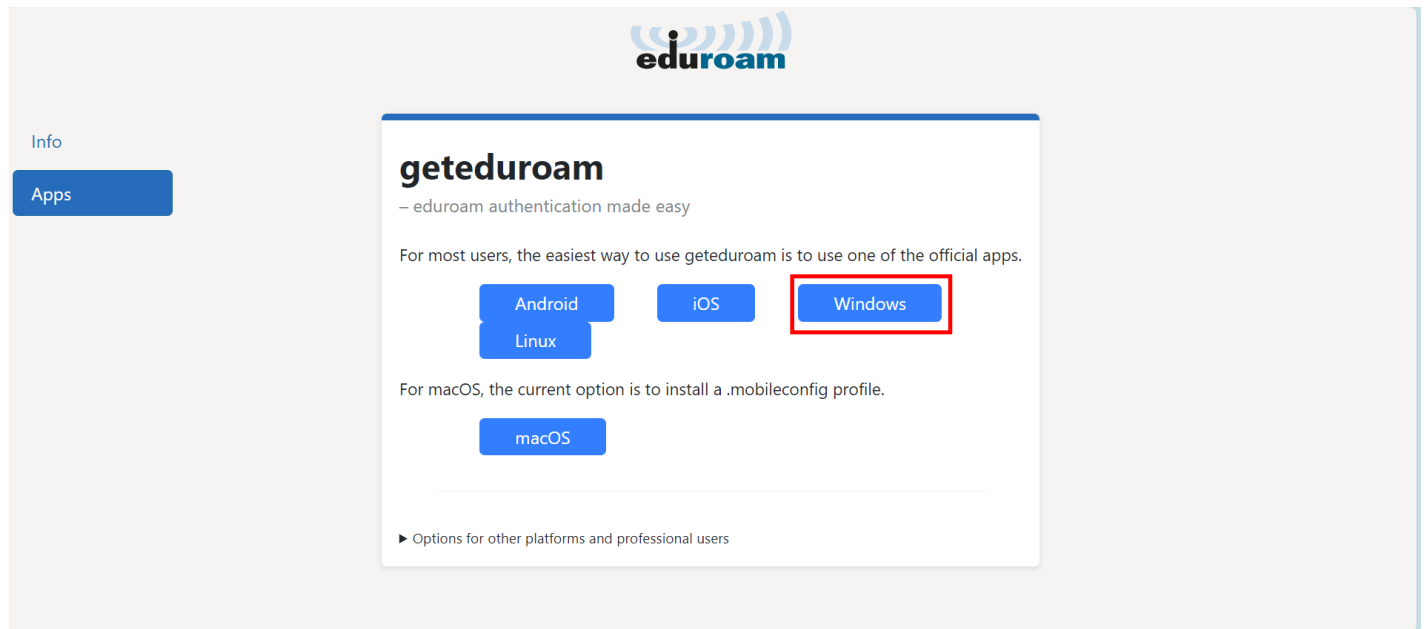 eduroam
Info
Apps
geteduroam
– eduroam authentication made easy
For most users, the easiest way to use geteduroam is to use one of the official apps.
Android iOS Windows
Linux
For macOS, the current option is to install a .mobileconfig profile.
macOS
▶ Options for other platforms and professional users